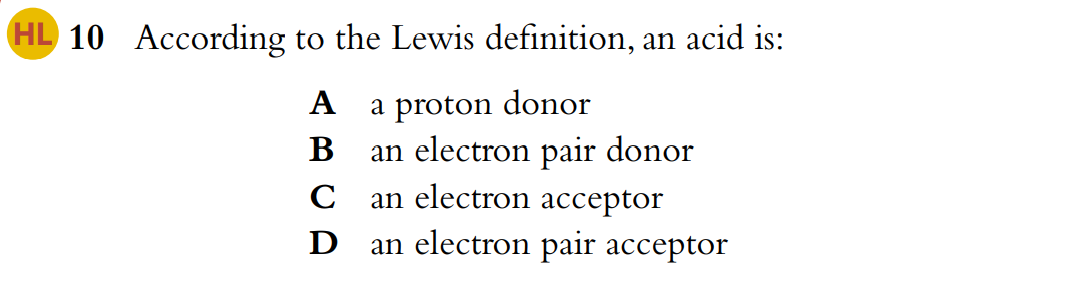 HL 10 According to the Lewis definition, an acid is:
A a proton donor
B an electron pair donor
C an electron acceptor
D an electron pair acceptor